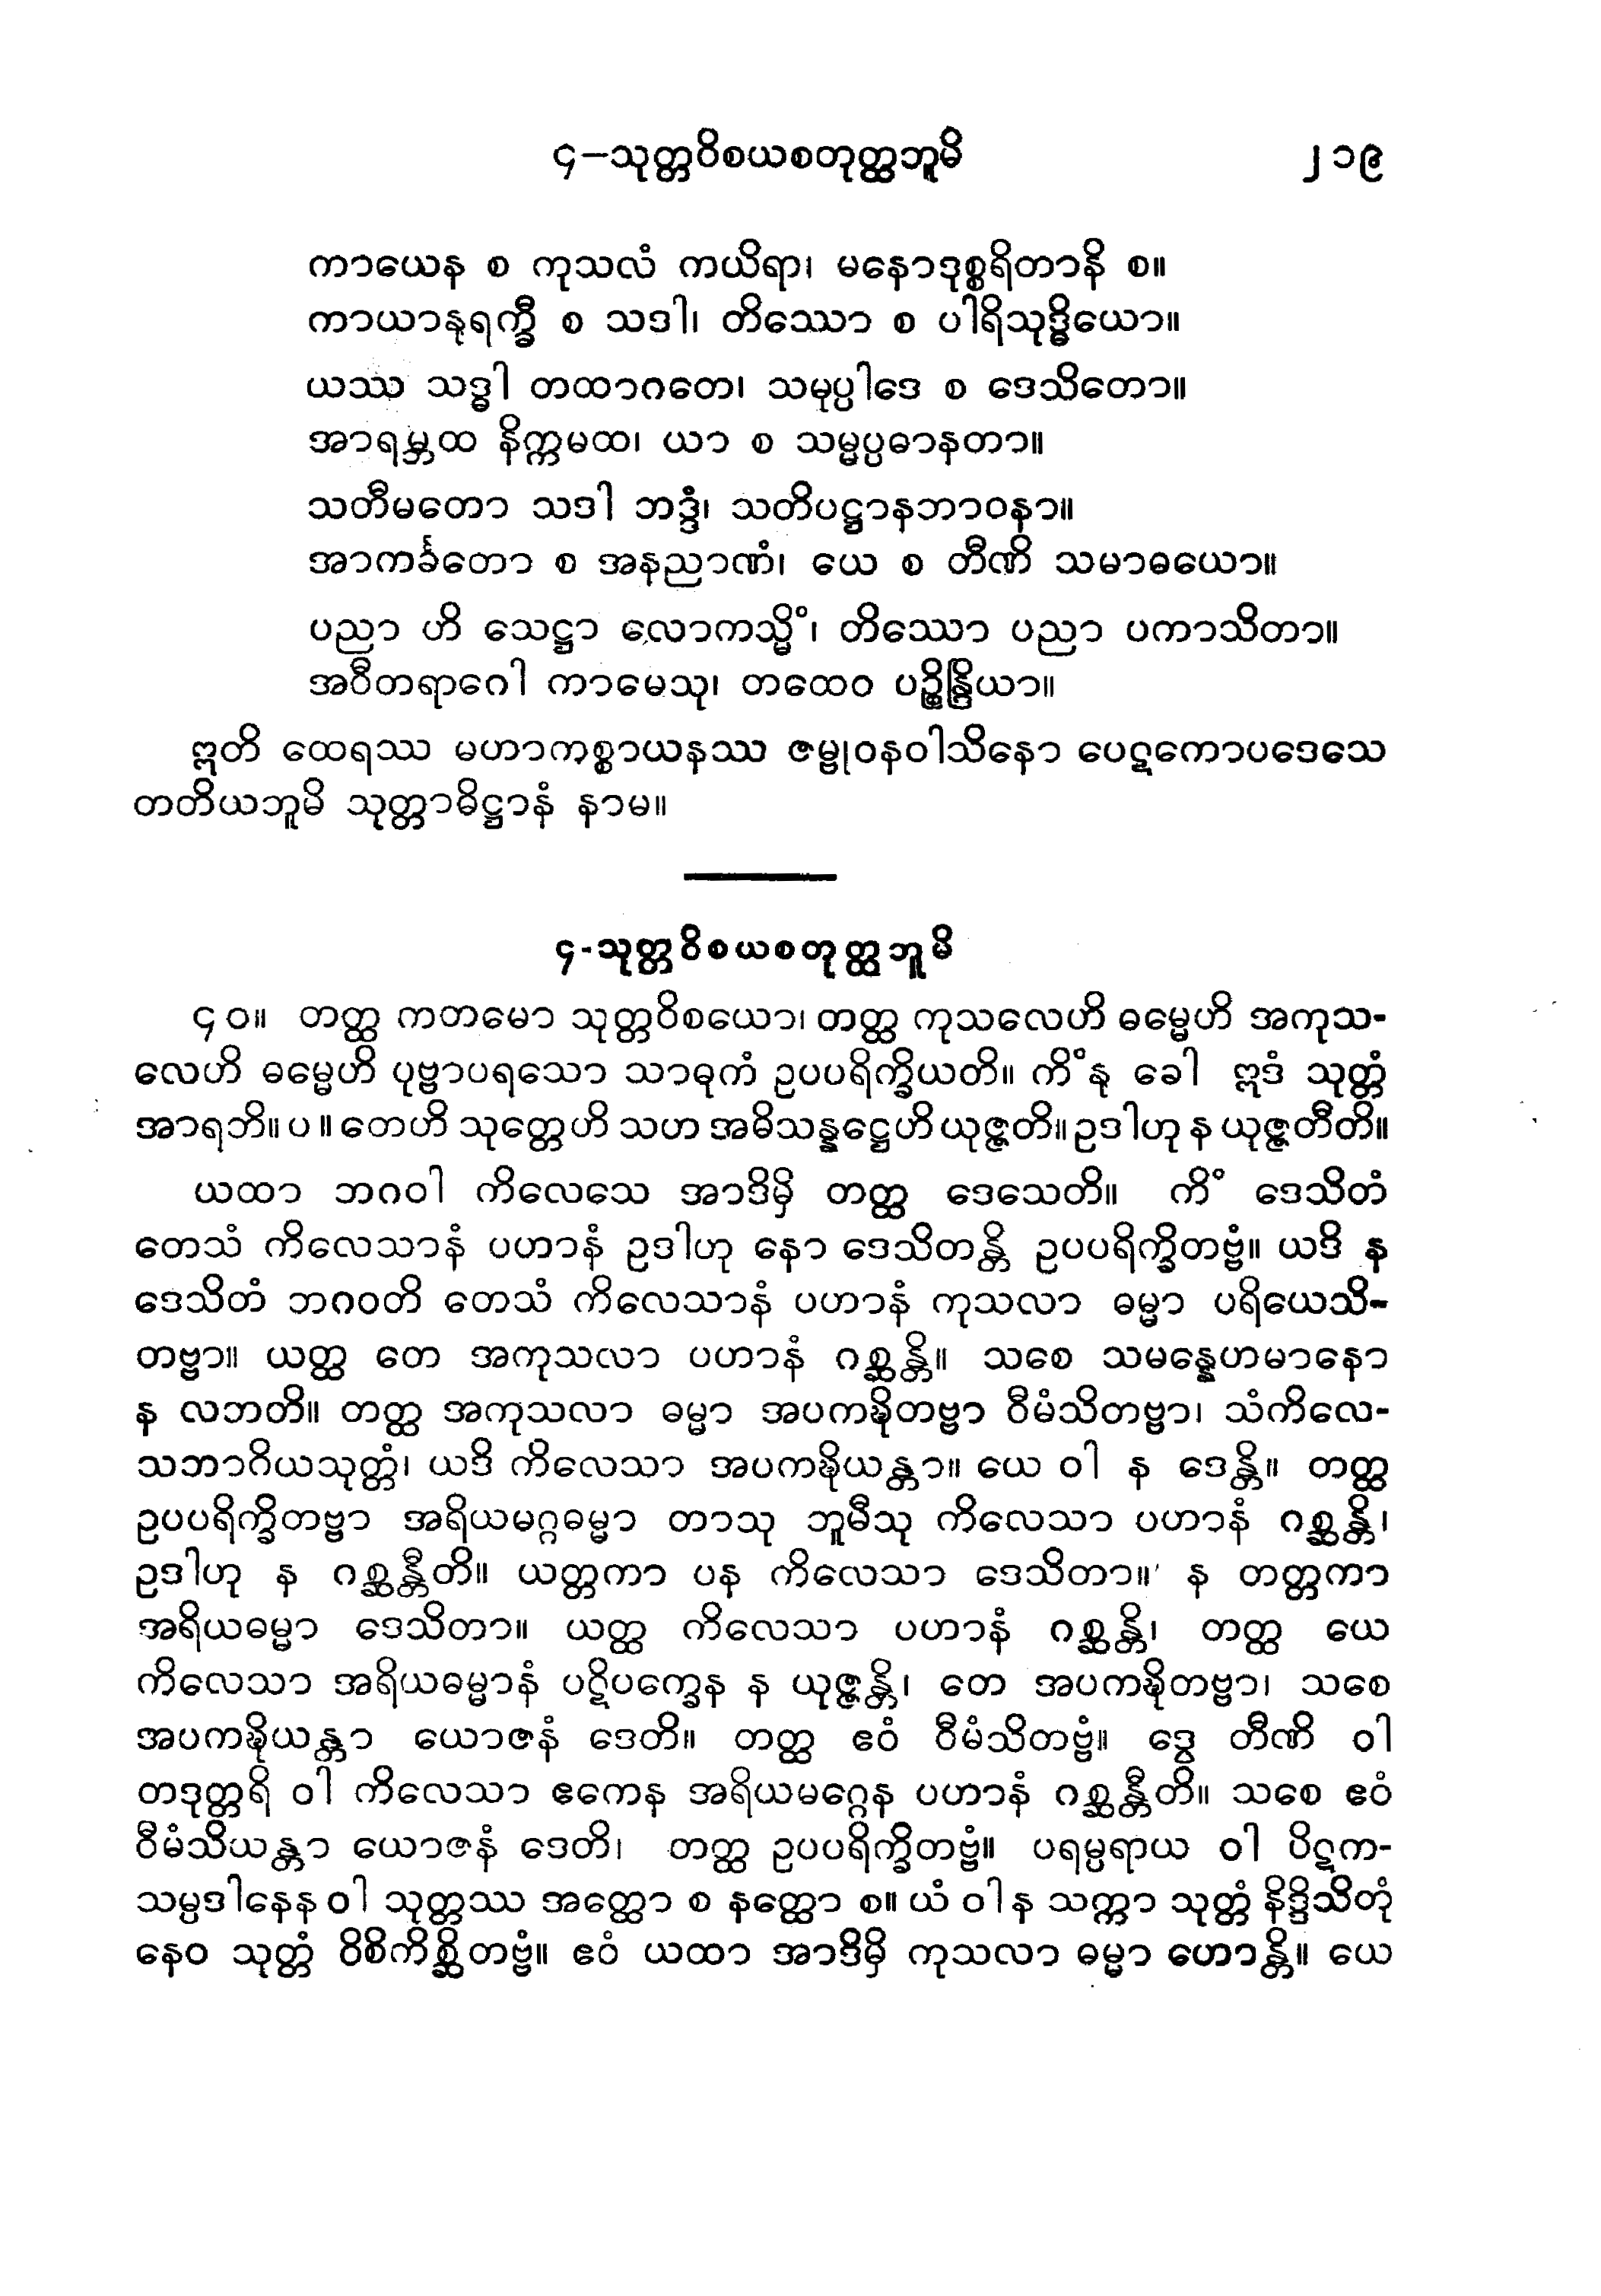 ၄–သုတ္တဝိစယစတုတ္ထဘူမိ ၂၁၉
ကာယေန စ ကုသလံ ကယိရာ၊ မနောဒုစ္စရိတာနိ စ။
ကာယာနုရက္ခီ စ သဒါ၊ တိဿော စ ပါရိသုဒ္ဓိယော။
ယဿ သဒ္ဓါ တထာဂတေ၊ သမုပ္ပါဒေ စ ဒေသိတော။
အာရမ္ဘထ နိက္ကမထ၊ ယာ စ သမ္မပ္ပဓာနတာ။
သတီမတော သဒါ ဘဒ္ဒံ၊ သတိပဋ္ဌာနဘာဝနာ။
အာကင်္ခတော စ အနညာဏံ၊ ယေ စ တီဏိ သမာဓယော။
ပညာ ဟိ သေဋ္ဌာ လောကသ္မိံ၊ တိဿော ပညာ ပကာသိတာ။
အဝီတရာဂေါ ကာမေသု၊ တထေဝ ပဉ္စိန္ဒြိယာ။
ဣတိ ထေရဿ မဟာကစ္စာယနဿ ဇမ္ဗုဝနဝါသိနော ပေဋကောပဒေသေ
တတိယဘူမိ သုတ္တာဓိဋ္ဌာနံ နာမ။
၄-သုတ္တဝိစယစတုတ္ထဘူမိ
၄၀။ တတ္ထ ကတမော သုတ္တဝိစယော၊ တတ္ထ ကုသလေဟိ ဓမ္မေဟိ အကုသ-
လေဟိ ဓမ္မေဟိ ပုဗ္ဗာပရသော သာဓုကံ ဥပပရိက္ခိယတိ။ ကိံနု ခေါ ဣဒံ သုတ္တံ
အာရဘိ။ ပ ။ တေဟိ သုတ္တေဟိ သဟ အဓိသန္နဋ္ဌေဟိ ယုဇ္ဇတိ။ ဥဒါဟု န ယုဇ္ဇတီတိ။
ယထာ ဘဂဝါ ကိလေသေ အာဒိမှိ တတ္ထ ဒေသေတိ။ ကိံ ဒေသိတံ
တေသံ ကိလေသာနံ ပဟာနံ ဥဒါဟု နော ဒေသိတန္တိ ဥပပရိက္ခိတဗ္ဗံ။ ယဒိ န
ဒေသိတံ ဘဂဝတိ တေသံ ကိလေသာနံ ပဟာနံ ကုသလာ ဓမ္မာ ပရိယေသိ-
တဗ္ဗာ။ ယတ္ထ တေ အကုသလာ ပဟာနံ ဂစ္ဆန္တိ။ သစေ သမန္နေဟမာနော
န လဘတိ။ တတ္ထ အကုသလာ ဓမ္မာ အပကဍ္ဎိတဗ္ဗာ ဝီမံသိတဗ္ဗာ၊ သံကိလေ-
သဘာဂိယသုတ္တံ၊ ယဒိ ကိလေသာ အပကဍ္ဎိယန္တာ။ ယေ ဝါ န ဒေန္တိ။ တတ္ထ
ဥပပရိက္ခိတဗ္ဗာ အရိယမဂ္ဂဓမ္မာ တာသု ဘူမီသု ကိလေသာ ပဟာနံ ဂစ္ဆန္တိ၊
ဥဒါဟု န ဂစ္ဆန္တီတိ။ ယတ္တကာ ပန ကိလေသာ ဒေသိတာ။ န တတ္တကာ
အရိယဓမ္မာ ဒေသိတာ။ ယတ္ထ ကိလေသာ ပဟာနံ ဂစ္ဆန္တိ၊ တတ္ထ ယေ
ကိလေသာ အရိယဓမ္မာနံ ပဋိပက္ခေန န ယုဇ္ဇန္တိ၊ တေ အပကဍ္ဎိတဗ္ဗာ၊ သစေ
အပကဍ္ဎိယန္တာ ယောဇနံ ဒေတိ။ တတ္ထ ဧဝံ ဝီမံသိတဗ္ဗံ။ ဒွေ တီဏိ ဝါ
တဒုတ္တရိ ဝါ ကိလေသာ ဧကေန အရိယမဂ္ဂေန ပဟာနံ ဂစ္ဆန္တီတိ။ သစေ ဧဝံ
ဝီမံသိယန္တာ ယောဇနံ ဒေတိ၊ တတ္ထ ဥပပရိက္ခိတဗ္ဗံ။ ပရမ္ပရာယ ဝါ ပိဋက-
သမ္ပဒါနေန ဝါ သုတ္တဿ အတ္ထော စ နတ္ထော စ။ ယံ ဝါ န သက္ကာ သုတ္တံ နိဒ္ဒိသိတုံ
နေဝ သုတ္တံ ဝိစိကိစ္ဆိတဗ္ဗံ။ ဧဝံ ယထာ အာဒိမှိ ကုသလာ ဓမ္မာ ဟောန္တိ။ ယေ